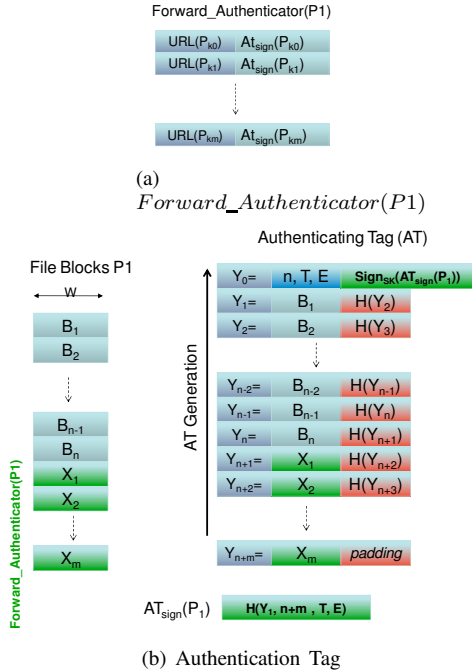 Forward_Authenticator(P1)
URL(Pk0) Atsign(Pk0)
URL(Pk1) Atsign(Pk1)
URL(Pkm) Atsign(Pkm)
(a)
Forward_Authenticator(P1)
Authenticating Tag (AT)
File Blocks P1
W
B1
B2
Bn-1
Bn
X1
X2
Xm
Forward_Authenticator(P1)
AT Generation
Y0= n, T, E SignSK(ATsign(P1))
Y1= B1 H(Y2)
Y2= B2 H(Y3)
Yn-2= Bn-2 H(Yn-1)
Yn-1= Bn-1 H(Yn)
Yn= Bn H(Yn+1)
Yn+1= X1 H(Yn+2)
Yn+2= X2 H(Yn+3)
Yn+m= Xm padding
ATsign(P1) H(Y1, n+m , T, E)
(b) Authentication Tag